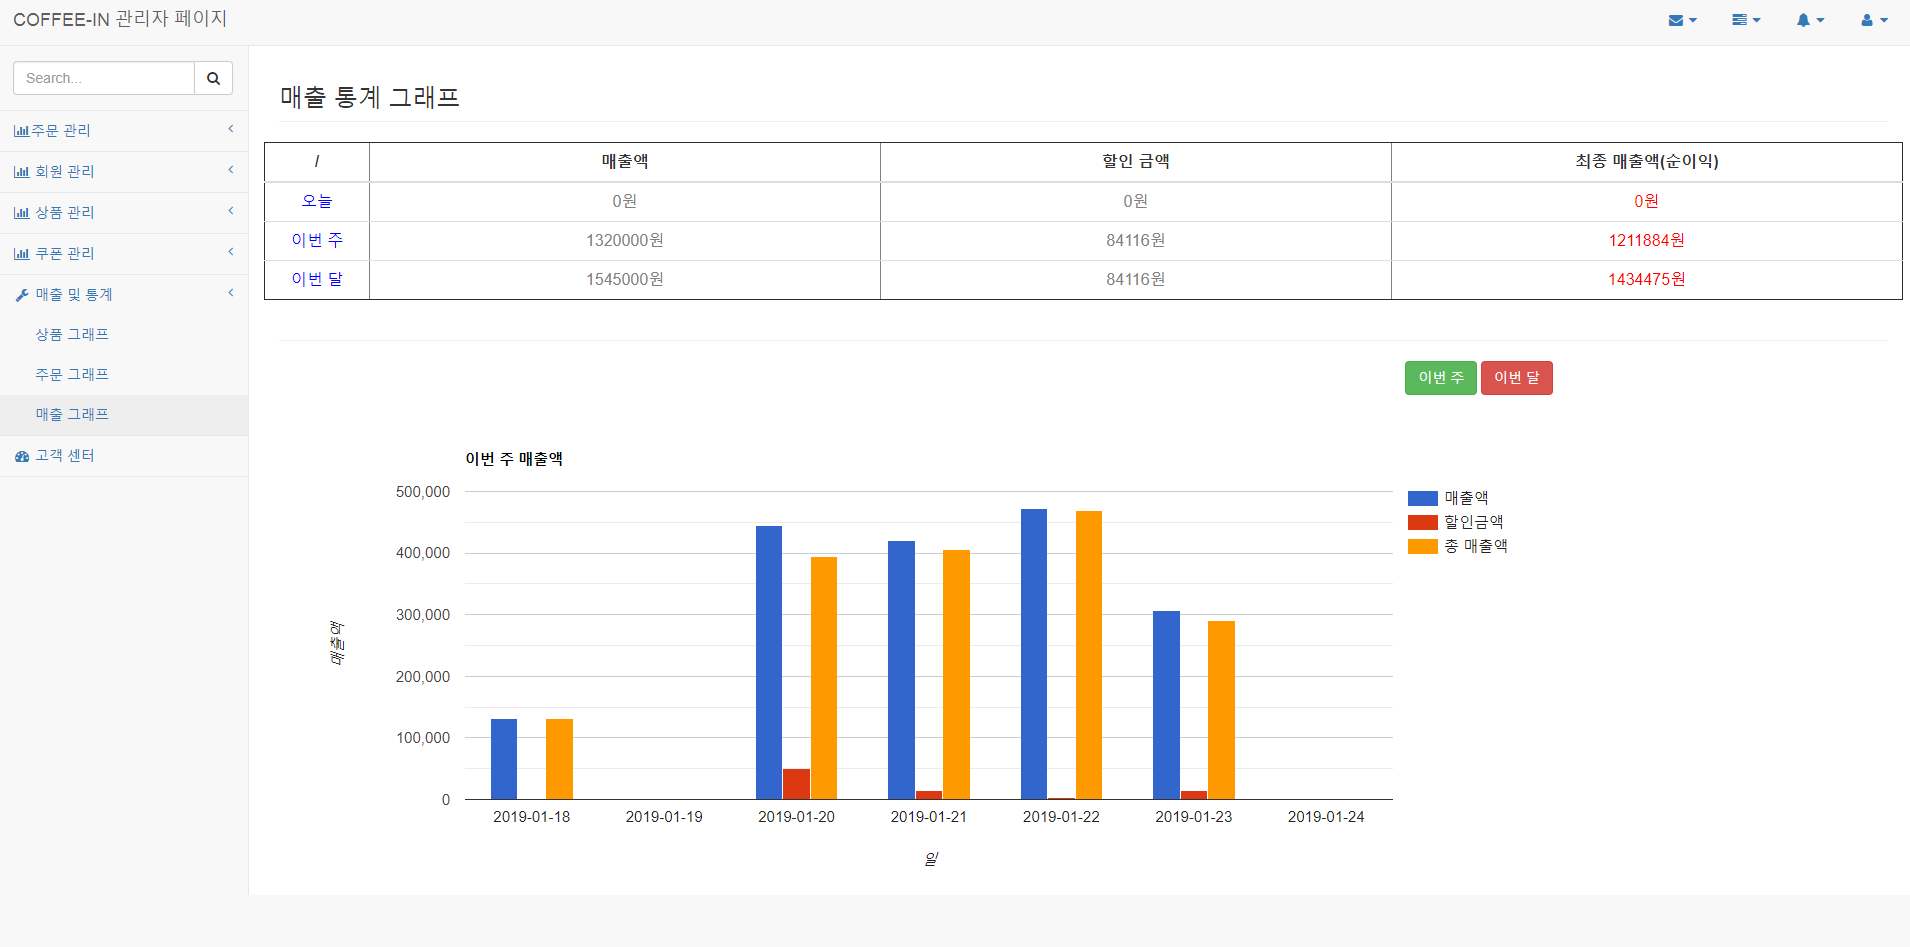 COFFEE-IN 관리자 페이지
Search...
주문 관리
회원 관리
상품 관리
쿠폰 관리
매출 및 통계
상품 그래프
주문 그래프
매출 그래프
고객 센터
매출 통계 그래프
/ 매출액 할인 금액 최종 매출액(순이익)
오늘 0원 0원 0원
이번 주 1320000원 84116원 1211884원
이번 달 1545000원 84116원 1434475원
이번 주 이번 달
이번 주 매출액
500,000
400,000
300,000
200,000
100,000
0
매출액
2019-01-18 2019-01-19 2019-01-20 2019-01-21 2019-01-22 2019-01-23 2019-01-24
일
매출액
할인금액
총 매출액